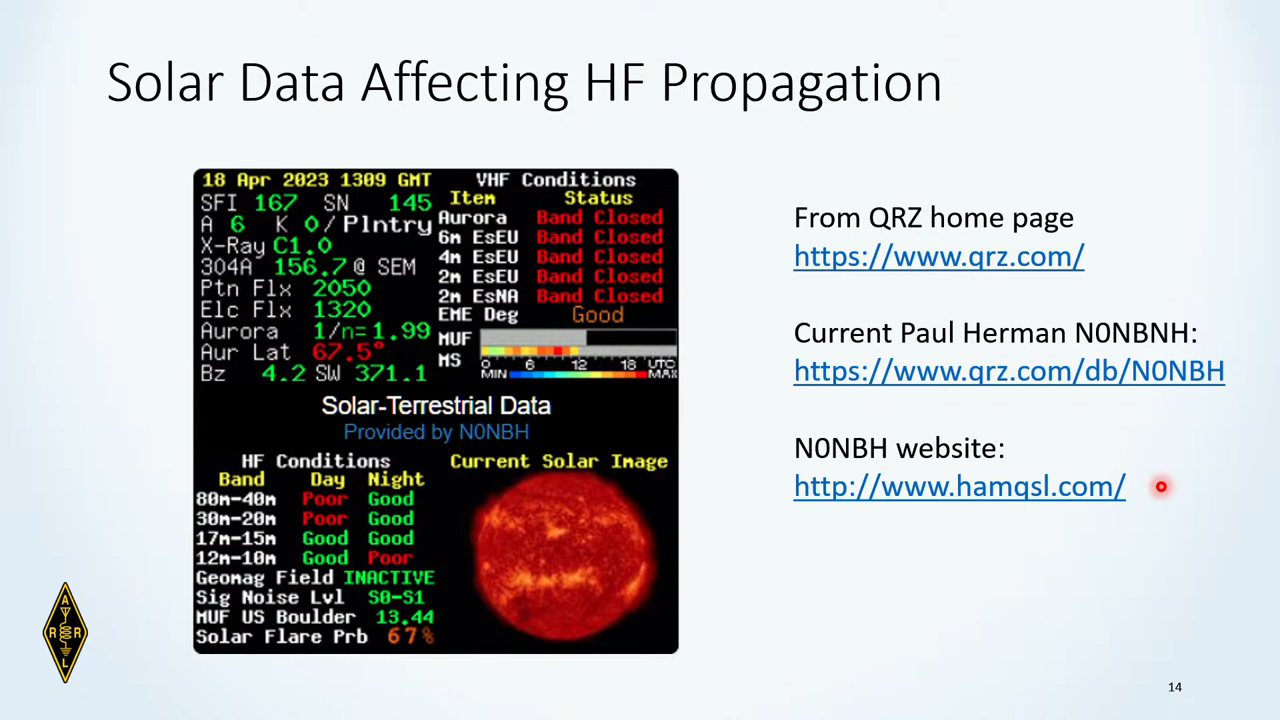 Solar Data Affecting HF Propagation
18 Apr 2023 1309 GMT
SFI 167 SN 145
A 6 K 0/Plntry
X-Ray C1.0
304A 156.7 @ SEM
Ptn Flx 2050
Elc Flx 1320
Aurora 1/n=1.99
Aur Lat 67.5°
Bz 4.2 SW 371.1
VHF Conditions
Item Status
Aurora Band Closed
6m EsEU Band Closed
4m EsEU Band Closed
2m EsEU Band Closed
2m EsNA Band Closed
EME Deg Good
MUF
MS
0 6 12 18 UTC
MIN MAX
Solar-Terrestrial Data
Provided by N0NBH
HF Conditions
Band Day Night
80m-40m Poor Good
30m-20m Poor Good
17m-15m Good Good
12m-10m Good Poor
Geomag Field INACTIVE
Sig Noise Lvl S0-S1
MUF US Boulder 13.44
Solar Flare Prb 67%
Current Solar Image
From QRZ home page
https://www.qrz.com/
Current Paul Herman N0NBNH:
https://www.qrz.com/db/N0NBH
N0NBH website:
http://www.hamqsl.com/
A
R R
L
14